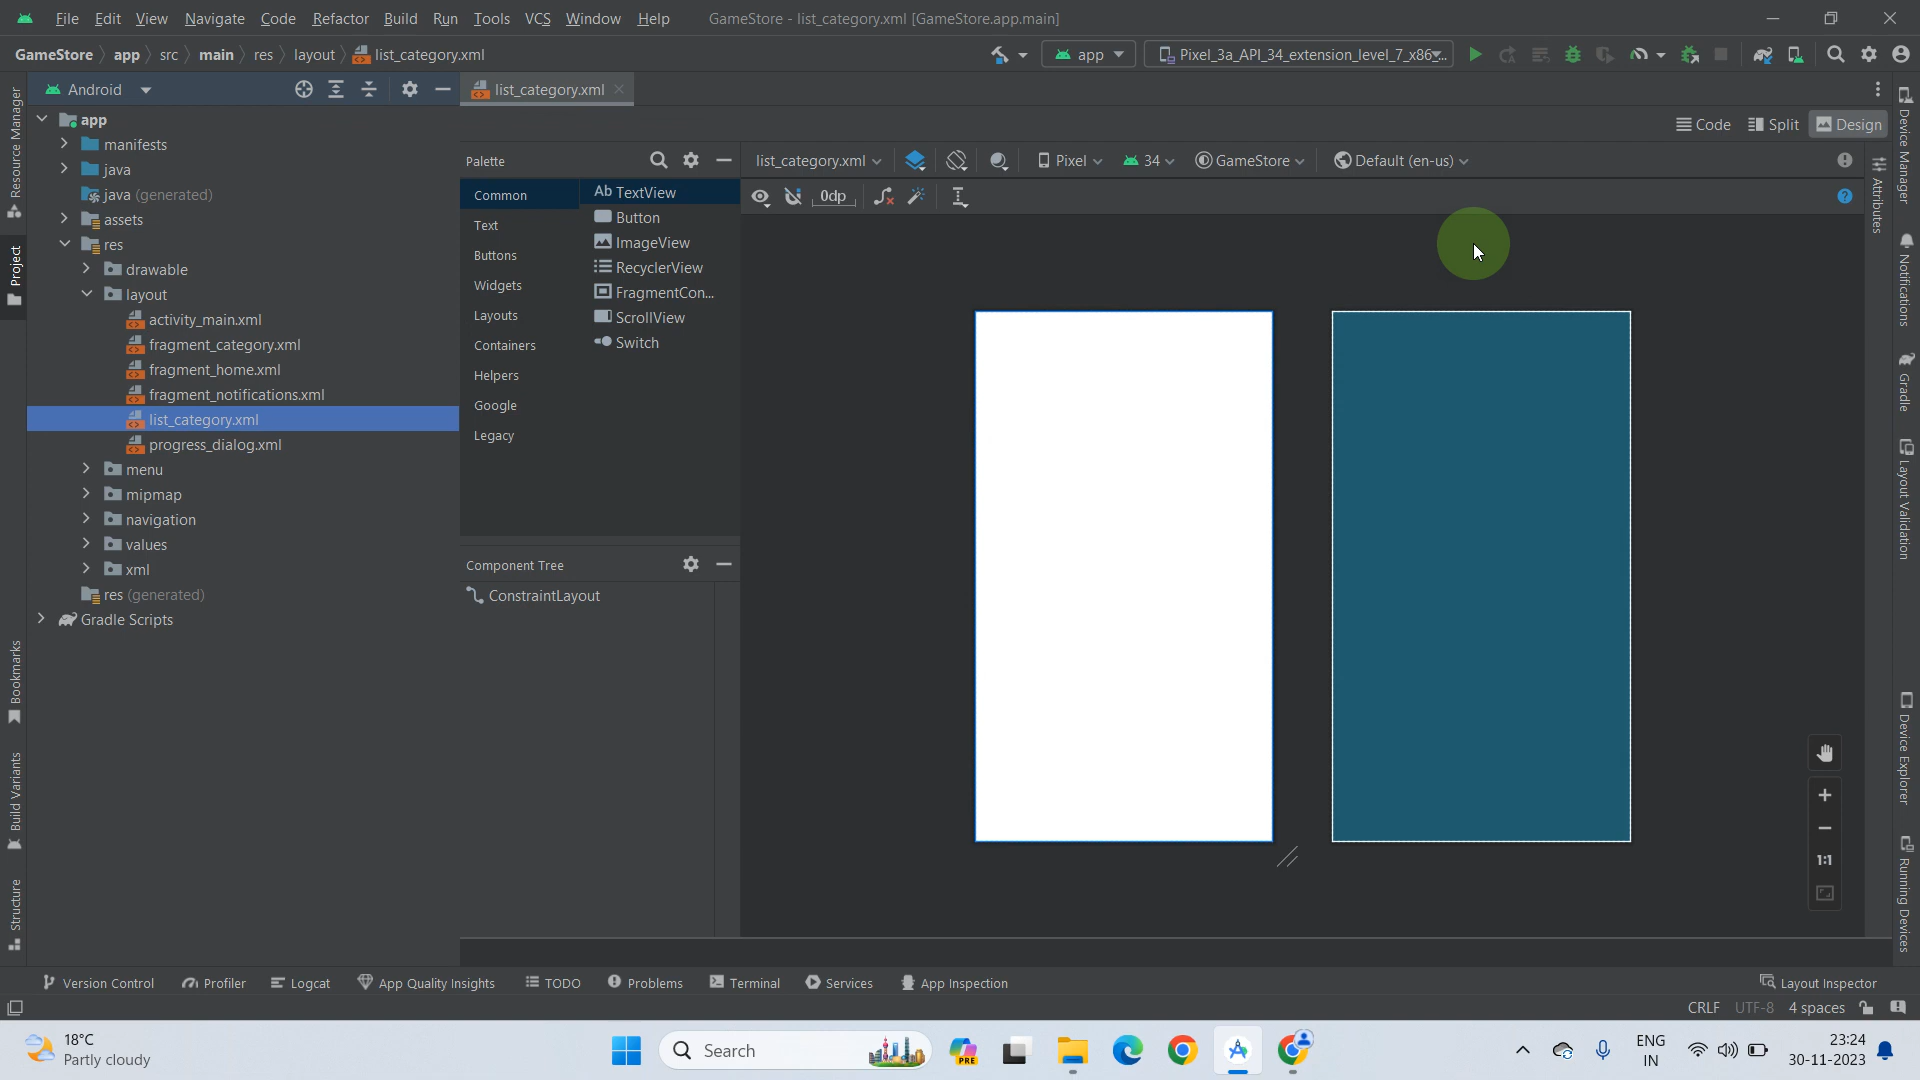 File Edit View Navigate Code Refactor Build Run Tools VCS Window Help GameStore - list_category.xml [GameStore.app.main]
GameStore app src main res layout list_category.xml
app Pixel_3a_API_34_extension_level_7_x86_...
Android
list_category.xml
Code Split Design
app
manifests
java
java (generated)
assets
res
drawable
layout
activity_main.xml
fragment_category.xml
fragment_home.xml
fragment_notifications.xml
list_category.xml
progress_dialog.xml
menu
mipmap
navigation
values
xml
res (generated)
Gradle Scripts
Palette
Common
Text
Buttons
Widgets
Layouts
Containers
Helpers
Google
Legacy
Ab TextView
Button
ImageView
RecyclerView
FragmentCon...
ScrollView
Switch
Component Tree
ConstraintLayout
list_category.xml Pixel 34 GameStore Default (en-us)
0dp
1:1
Resource Manager
Project
Bookmarks
Build Variants
Structure
Device Manager
Attributes
Notifications
Gradle
Layout Validation
Device Explorer
Running Devices
Version Control Profiler Logcat App Quality Insights TODO Problems Terminal Services App Inspection Layout Inspector
CRLF UTF-8 4 spaces
18°C
Partly cloudy
Search
PRE
ENG
IN
23:24
30-11-2023